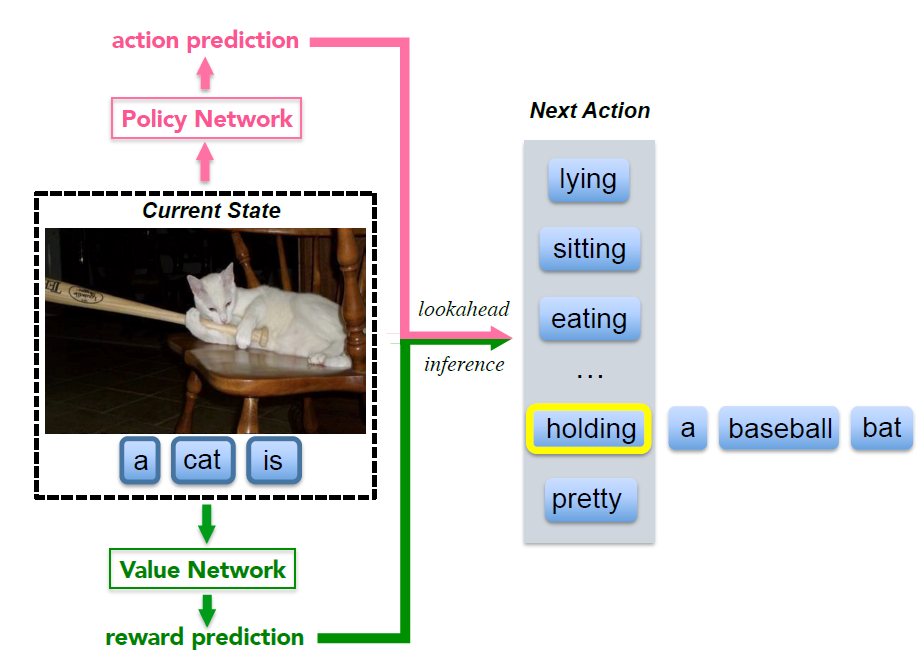 action prediction
Policy Network
Current State
a cat is
Value Network
reward prediction
lookahead
inference
Next Action
lying
sitting
eating
...
holding a baseball bat
pretty